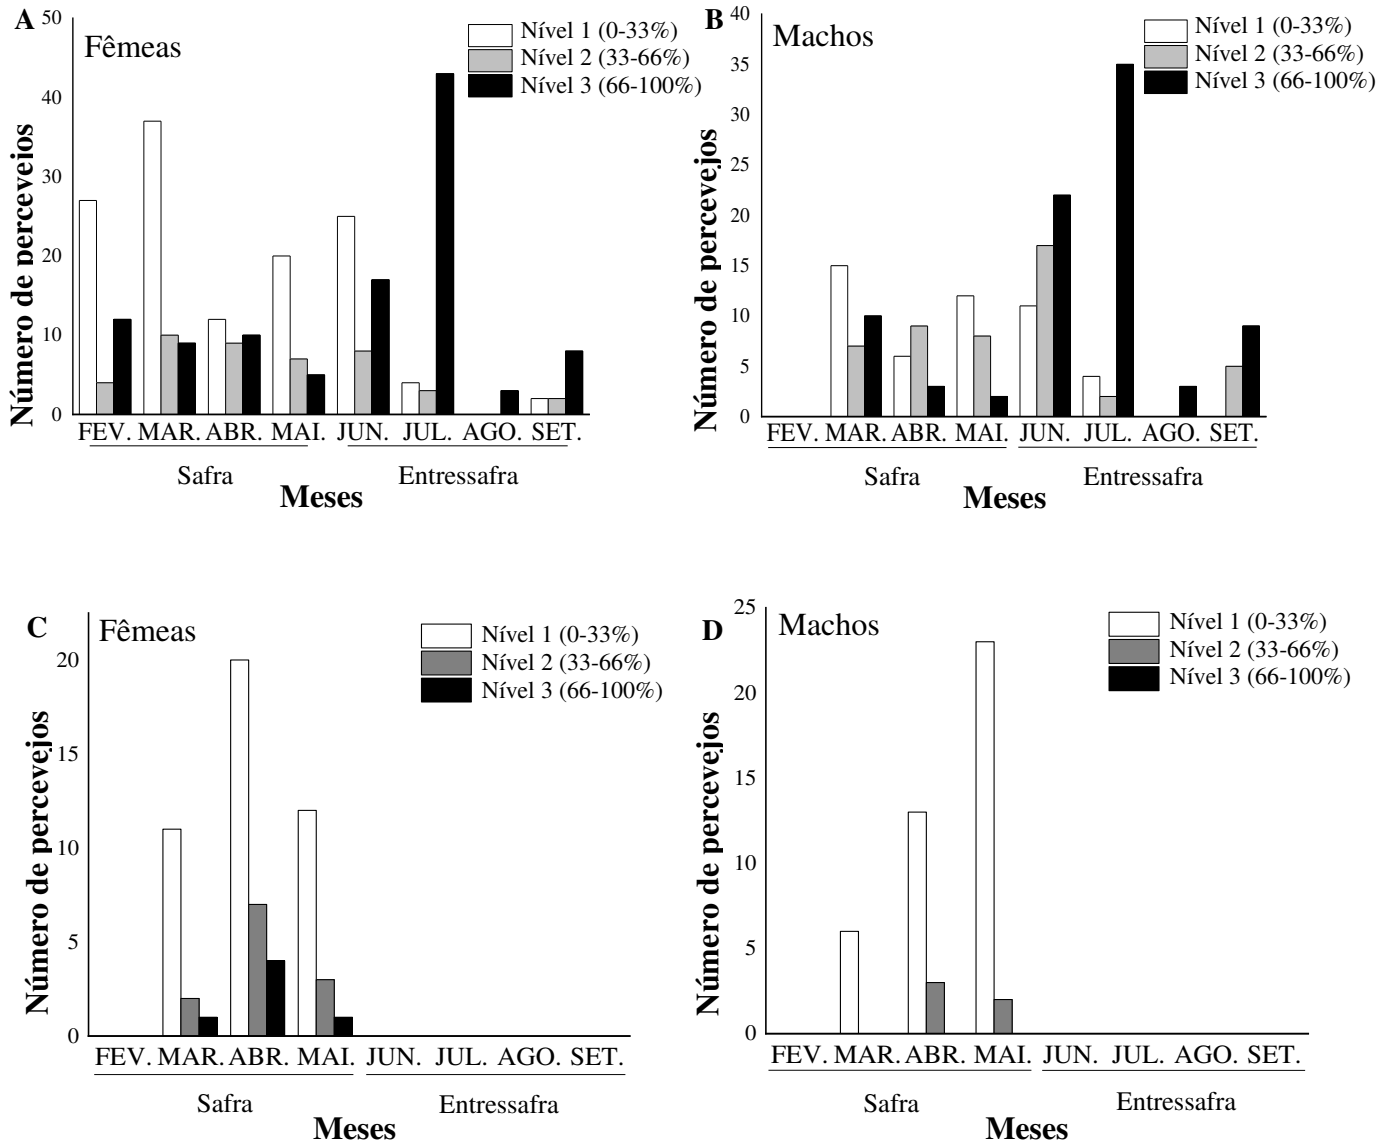 A
Fêmeas
Nível 1 (0-33%)
Nível 2 (33-66%)
Nível 3 (66-100%)
50
40
30
20
10
0
Número de percevejos
FEV. MAR. ABR. MAI. JUN. JUL. AGO. SET.
Safra Entressafra
Meses
B
Machos
Nível 1 (0-33%)
Nível 2 (33-66%)
Nível 3 (66-100%)
40
35
30
25
20
15
10
5
0
Número de percevejos
FEV. MAR. ABR. MAI. JUN. JUL. AGO. SET.
Safra Entressafra
Meses
C
Fêmeas
Nível 1 (0-33%)
Nível 2 (33-66%)
Nível 3 (66-100%)
20
15
10
5
0
Número de percevejos
FEV. MAR. ABR. MAI. JUN. JUL. AGO. SET.
Safra Entressafra
Meses
D
Machos
Nível 1 (0-33%)
Nível 2 (33-66%)
Nível 3 (66-100%)
25
20
15
10
5
0
Número de percevejos
FEV. MAR. ABR. MAI. JUN. JUL. AGO. SET.
Safra Entressafra
Meses